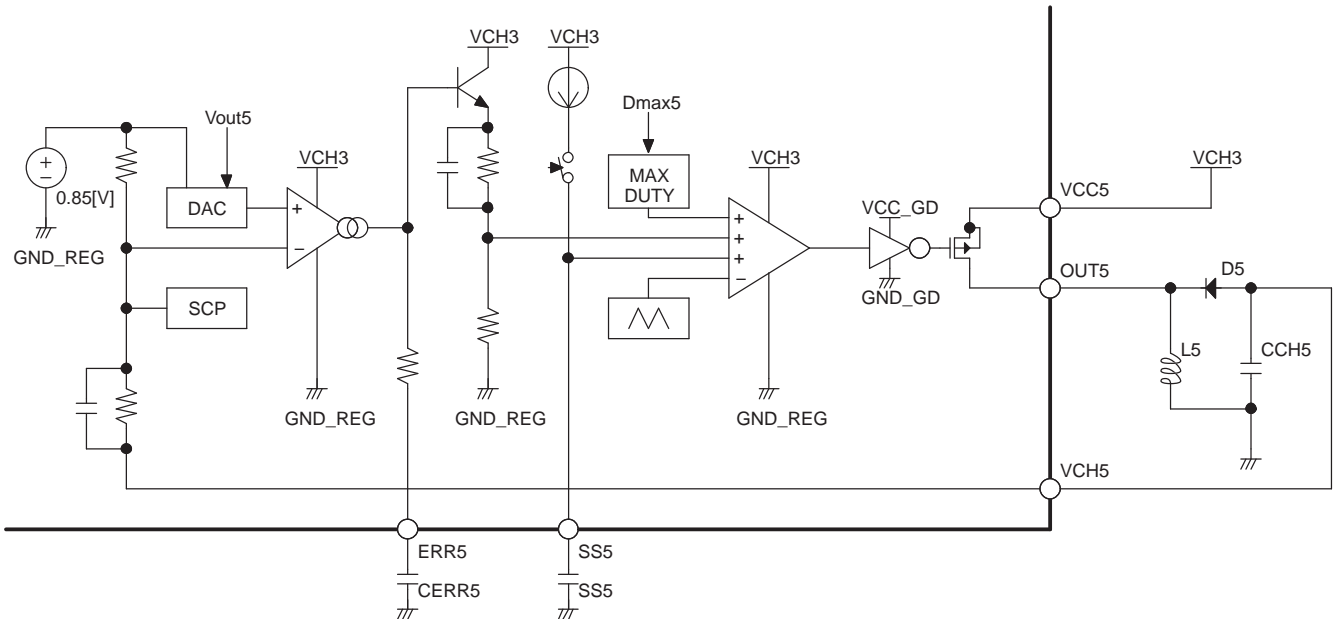 VCH3
VCH3
Vout5
Dmax5
+
−
0.85[V]
GND_REG
DAC
VCH3
+
−
MAX
DUTY
VCH3
+
+
+
−
VCC_GD
GND_GD
VCC5
VCH3
OUT5
D5
SCP
L5
CCH5
GND_REG
GND_REG
GND_REG
VCH5
ERR5
SS5
CERR5
SS5